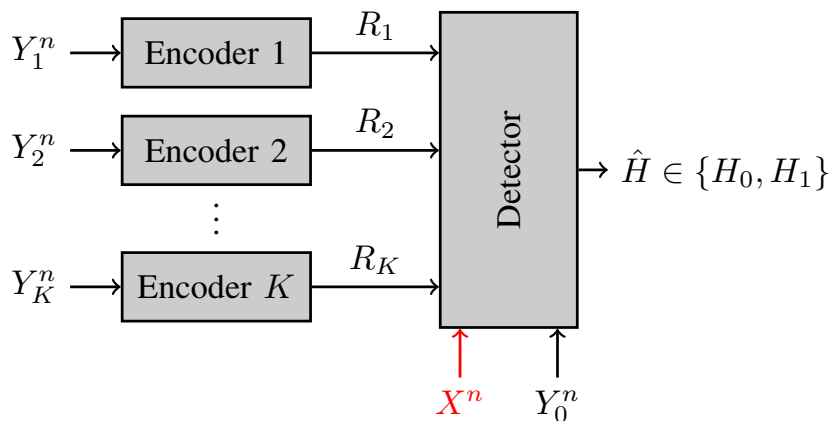 Y_1^n Encoder 1 R_1
Y_2^n Encoder 2 R_2
⋮
Y_K^n Encoder K R_K
Detector
Ĥ ∈ {H_0, H_1}
X^n Y_0^n